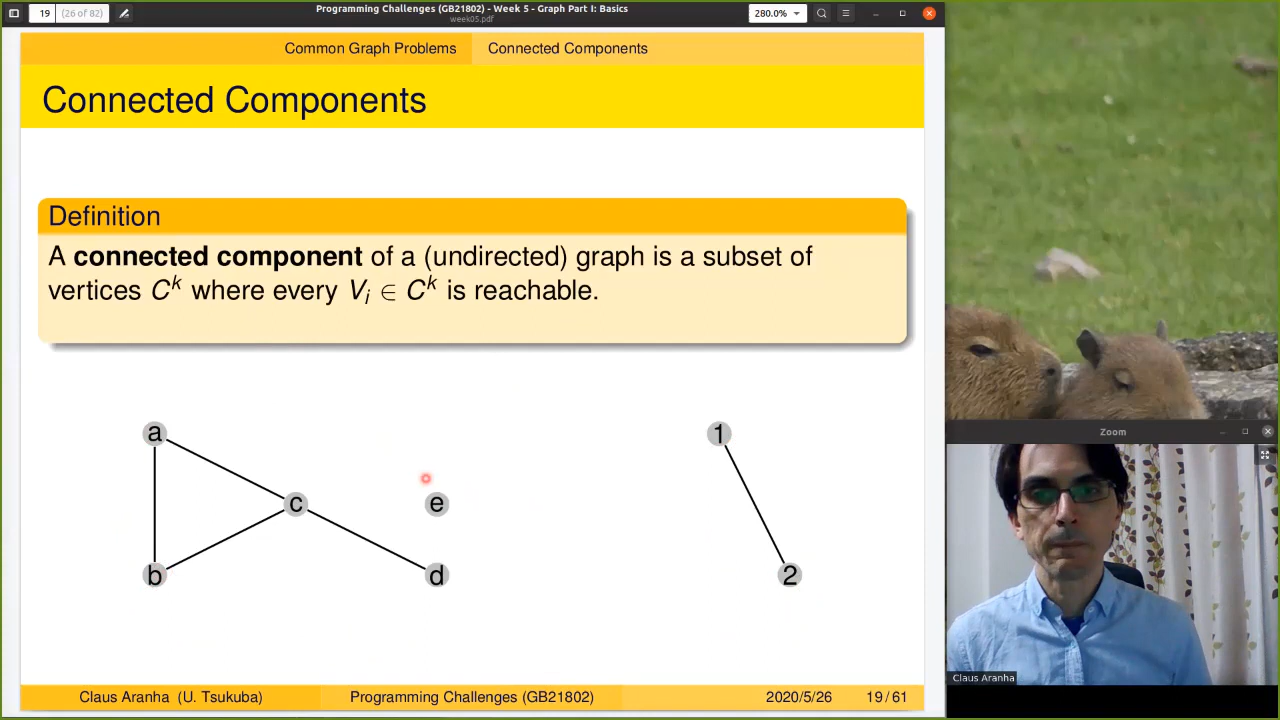 19 (26 of 82)
Programming Challenges (GB21802) - Week 5 - Graph Part I: Basics
week05.pdf
280.0%
Common Graph Problems Connected Components
Connected Components
Definition
A connected component of a (undirected) graph is a subset of
vertices C^k where every V_i ∈ C^k is reachable.
a
1
c
e
b
d
2
Zoom
Claus Aranha
Claus Aranha (U. Tsukuba) Programming Challenges (GB21802) 2020/5/26 19/61